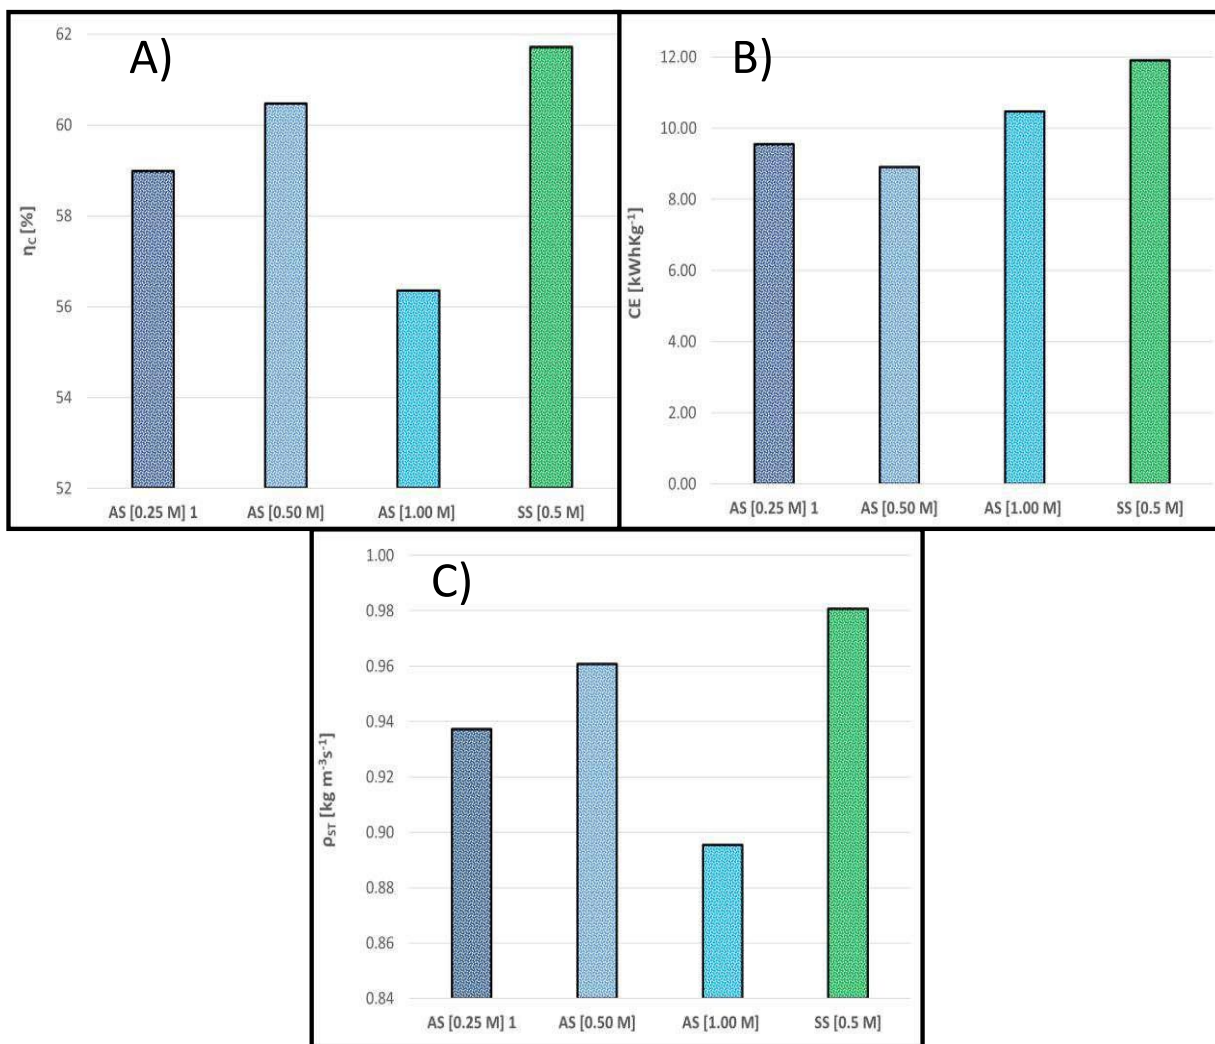 A)
62
60
58
56
54
52
ηc [%]
AS [0.25 M] 1 AS [0.50 M] AS [1.00 M] SS [0.5 M]
B)
12.00
10.00
8.00
6.00
4.00
2.00
0.00
CE [kWhKg⁻¹]
AS [0.25 M] 1 AS [0.50 M] AS [1.00 M] SS [0.5 M]
C)
1.00
0.98
0.96
0.94
0.92
0.90
0.88
0.86
0.84
ρST [kg m⁻³s⁻¹]
AS [0.25 M] 1 AS [0.50 M] AS [1.00 M] SS [0.5 M]